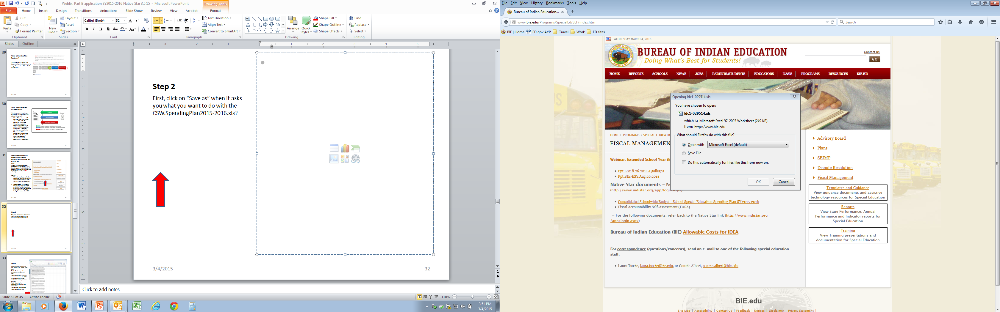 WebEx. Part B application SY2015-2016 Native Star 3.5.15 - Microsoft PowerPoint
Drawing Tools
File Home Insert Design Transitions Animations Slide Show Review View Acrobat Format
Paste
Cut
Copy
Format Painter
Clipboard
New Slide
Layout
Reset
Section
Slides
Calibri (Body) 32
B I U S abc AV Aa A
Font
Text Direction
Align Text
Convert to SmartArt
Paragraph
Arrange
Quick Styles
Shape Fill
Shape Outline
Shape Effects
Drawing
Find
Replace
Select
Editing
Slides Outline
29
What is the role of the Reviewer ?
30
What does the review choices mean?
31
32
Step 2
33
Step 4
Step 2
First, click on “Save as” when it asks
you what you want to do with the
CSW.SpendingPlan2015-2016.xls?
3/4/2015
32
Click to add notes
Slide 32 of 45 "Office Theme" 110%
3:51 PM
3/4/2015
File Edit View History Bookmarks Tools Help
Bureau of Indian Education...
www.bie.edu/Programs/SpecialEd/SEF/index.htm
Search
BIE | Home ED.gov AYP Travel Work ED sites
WEDNESDAY MARCH 4, 2015
BUREAU OF INDIAN EDUCATION
Doing What's Best for Students!
Contact Us
GO
HOME REPORTS SCHOOLS NEWS JOBS PARENTS/STUDENTS EDUCATORS NASIS PROGRAMS RESOURCES BIE HR
Opening idc1-029514.xls
You have chosen to open:
idc1-029514.xls
which is: Microsoft Excel 97-2003 Worksheet (249 KB)
from: http://www.bie.edu
What should Firefox do with this file?
Open with Microsoft Excel (default)
Save File
Do this automatically for files like this from now on.
OK Cancel
HOME PROGRAMS SPECIAL EDUCATIO
FISCAL MANAGEMEN
Webinar: Extended School Year (E
Ppt.ESY.8.26.2014-Egallegos
Ppt.BIE-ESY.Aug.26.2014
Native Star documents – Fo
(http://www.indistar.org/app/login.aspx)
Consolidated Schoolwide Budget - School Special Education Spending Plan SY 2015-2016
Fiscal Accountability Self-Assessment (FASA)
– For the following documents, refer back to the Native Star link (http://www.indistar.org
/app/login.aspx)
Bureau of Indian Education (BIE) Allowable Costs for IDEA
For correspondence (questions/concerns), send an e-mail to one of the following special education
staff:
Laura Tsosie, laura.tsosie@bie.edu, or Connie Albert, connie.albert@bie.edu
Advisory Board
Plans
SEIMP
Dispute Resolution
Fiscal Management
Templates and Guidance
View guidance documents and assistive
technology resources for Special Education
Reports
View State Performance, Annual
Performance and Indicator reports for
Special Education
Training
View Training presentations and
documentation for Special Education
BIE.edu
Site Map | Accessibility | Contact Us | Feedback | Notices | Disclaimer | Privacy Statement |